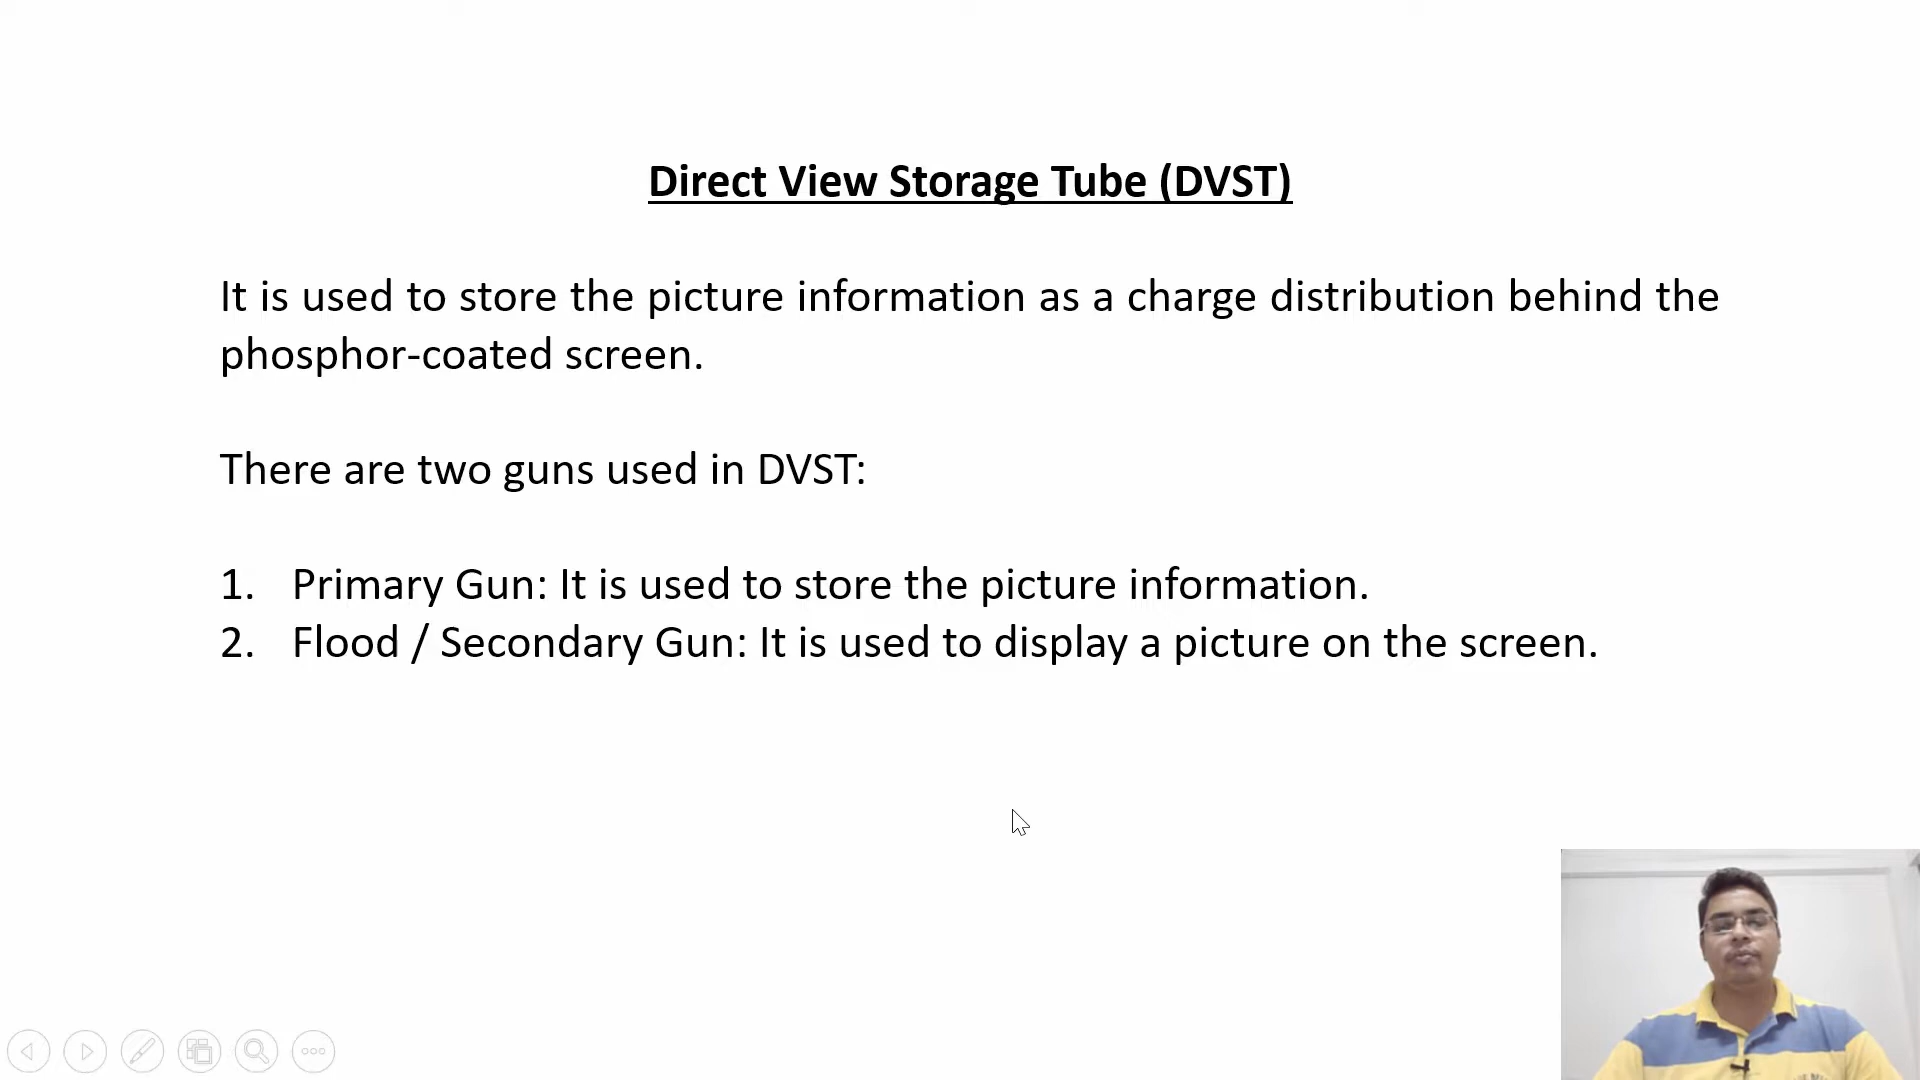 Direct View Storage Tube (DVST)
It is used to store the picture information as a charge distribution behind the
phosphor-coated screen.
There are two guns used in DVST:
1. Primary Gun: It is used to store the picture information.
2. Flood / Secondary Gun: It is used to display a picture on the screen.